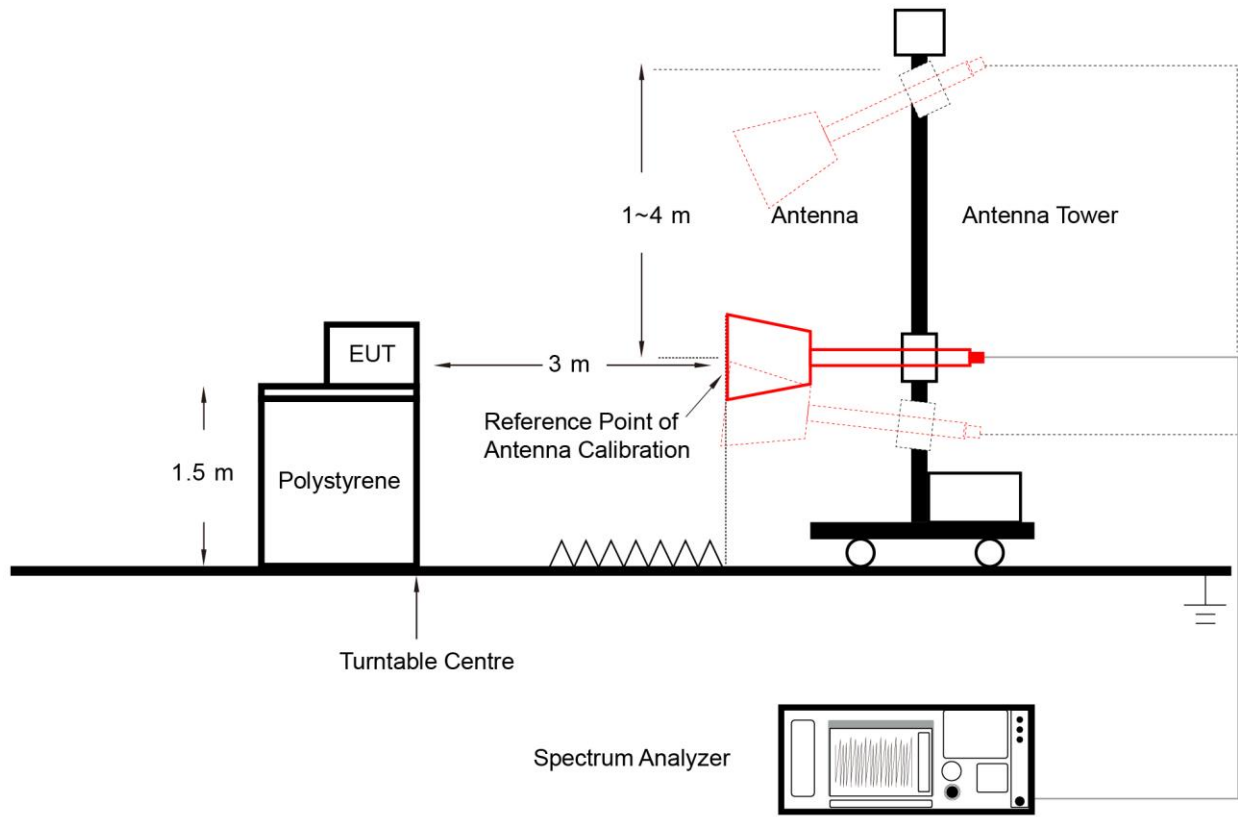 1~4 m
Antenna
Antenna Tower
EUT
3 m
Reference Point of
Antenna Calibration
1.5 m
Polystyrene
Turntable Centre
Spectrum Analyzer